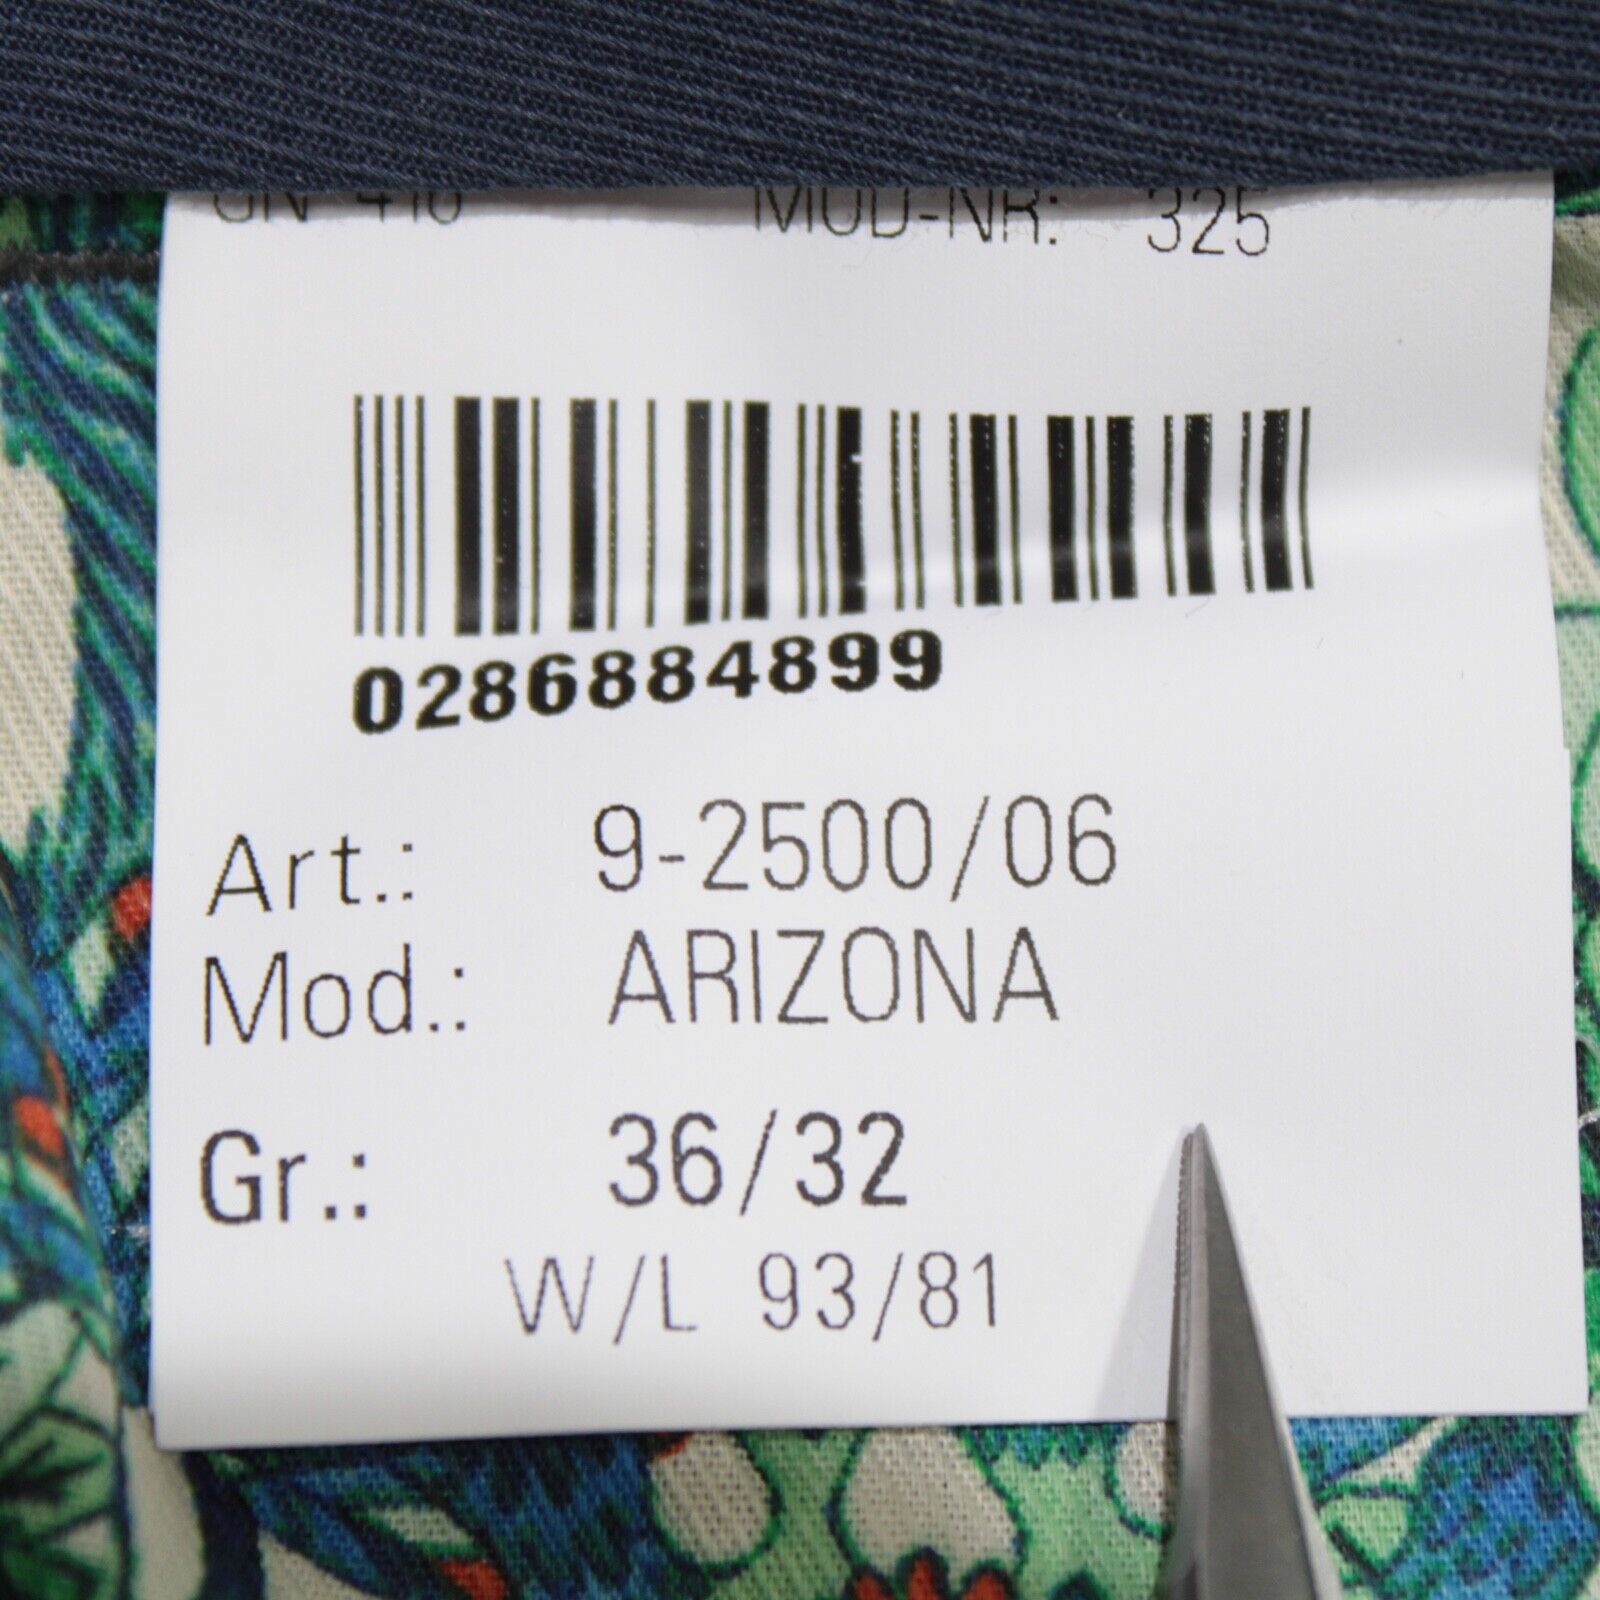 MOD-NR: 325
0286884899
Art.: 9-2500/06
Mod.: ARIZONA
Gr.: 36/32
W/L 93/81